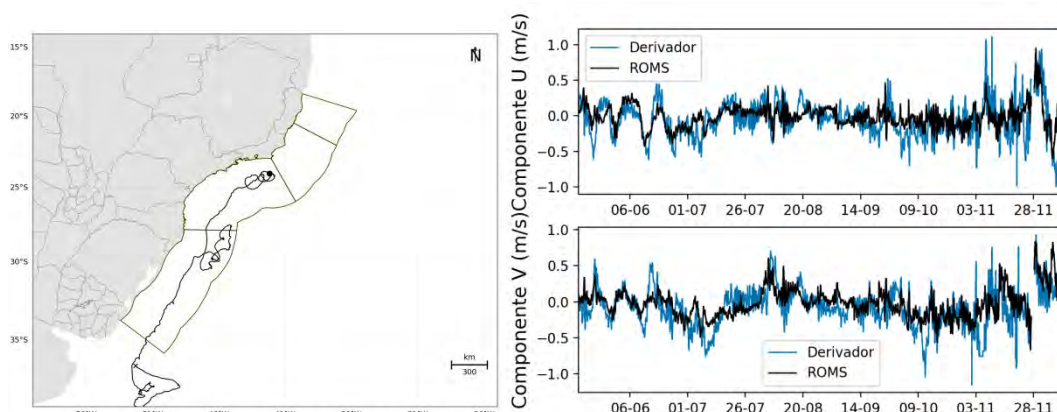 15°S
20°S
25°S
30°S
35°S
N
km
300
Componente U (m/s)
1.0
0.5
0.0
−0.5
−1.0
Derivador
ROMS
06-06
01-07
26-07
20-08
14-09
09-10
03-11
28-11
Componente V (m/s)
1.0
0.5
0.0
−0.5
−1.0
Derivador
ROMS
06-06
01-07
26-07
20-08
14-09
09-10
03-11
28-11